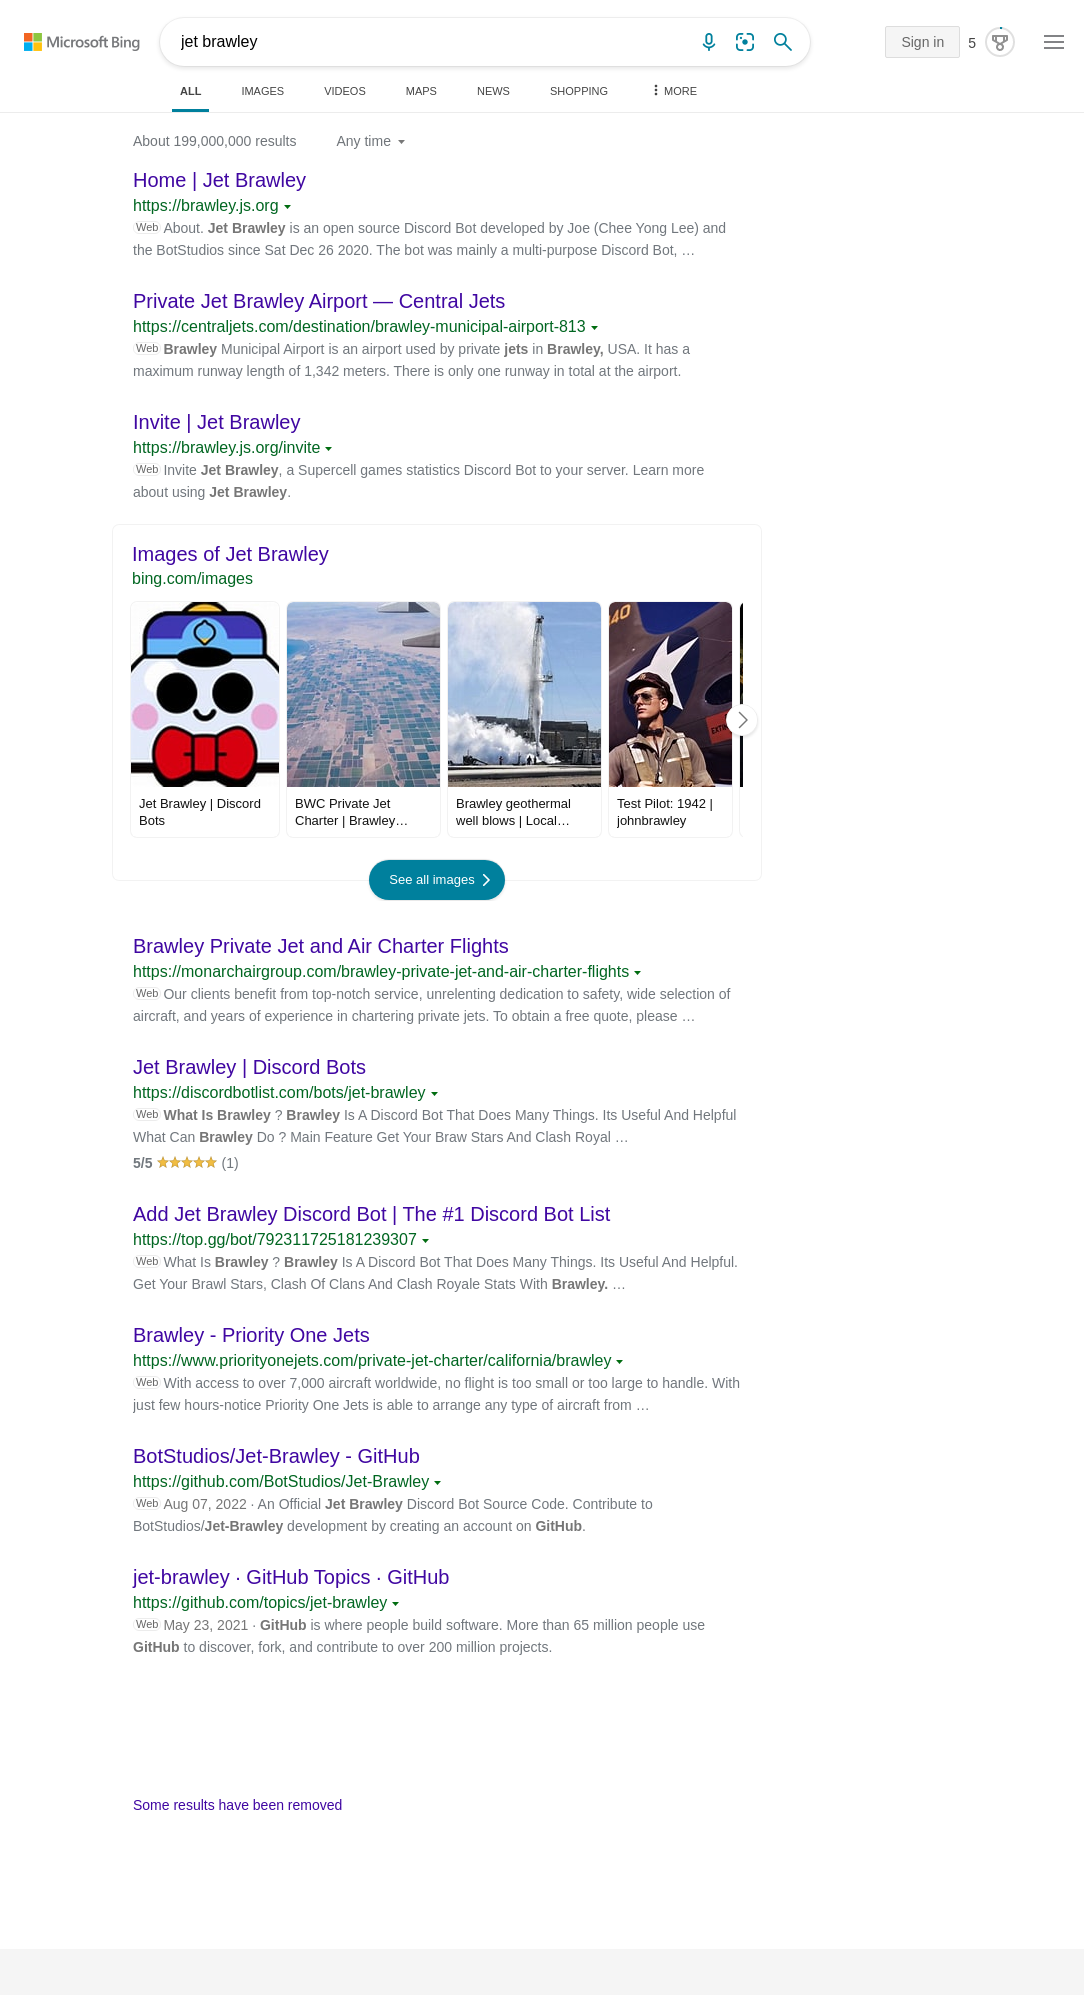 Microsoft Bing
jet brawley
Sign in
5
ALL
IMAGES
VIDEOS
MAPS
NEWS
SHOPPING
MORE
About 199,000,000 results
Any time
Home | Jet Brawley
https://brawley.js.org
Web About. Jet Brawley is an open source Discord Bot developed by Joe (Chee Yong Lee) and
the BotStudios since Sat Dec 26 2020. The bot was mainly a multi-purpose Discord Bot, …
Private Jet Brawley Airport — Central Jets
https://centraljets.com/destination/brawley-municipal-airport-813
Web Brawley Municipal Airport is an airport used by private jets in Brawley, USA. It has a
maximum runway length of 1,342 meters. There is only one runway in total at the airport.
Invite | Jet Brawley
https://brawley.js.org/invite
Web Invite Jet Brawley, a Supercell games statistics Discord Bot to your server. Learn more
about using Jet Brawley.
Images of Jet Brawley
bing.com/images
40
EXTIN
Jet Brawley | Discord
Bots
BWC Private Jet
Charter | Brawley…
Brawley geothermal
well blows | Local…
Test Pilot: 1942 |
johnbrawley
See all images
Brawley Private Jet and Air Charter Flights
https://monarchairgroup.com/brawley-private-jet-and-air-charter-flights
Web Our clients benefit from top-notch service, unrelenting dedication to safety, wide selection of
aircraft, and years of experience in chartering private jets. To obtain a free quote, please …
Jet Brawley | Discord Bots
https://discordbotlist.com/bots/jet-brawley
Web What Is Brawley ? Brawley Is A Discord Bot That Does Many Things. Its Useful And Helpful
What Can Brawley Do ? Main Feature Get Your Braw Stars And Clash Royal …
5/5 (1)
Add Jet Brawley Discord Bot | The #1 Discord Bot List
https://top.gg/bot/792311725181239307
Web What Is Brawley ? Brawley Is A Discord Bot That Does Many Things. Its Useful And Helpful.
Get Your Brawl Stars, Clash Of Clans And Clash Royale Stats With Brawley. …
Brawley - Priority One Jets
https://www.priorityonejets.com/private-jet-charter/california/brawley
Web With access to over 7,000 aircraft worldwide, no flight is too small or too large to handle. With
just few hours-notice Priority One Jets is able to arrange any type of aircraft from …
BotStudios/Jet-Brawley - GitHub
https://github.com/BotStudios/Jet-Brawley
Web Aug 07, 2022 · An Official Jet Brawley Discord Bot Source Code. Contribute to
BotStudios/Jet-Brawley development by creating an account on GitHub.
jet-brawley · GitHub Topics · GitHub
https://github.com/topics/jet-brawley
Web May 23, 2021 · GitHub is where people build software. More than 65 million people use
GitHub to discover, fork, and contribute to over 200 million projects.
Some results have been removed